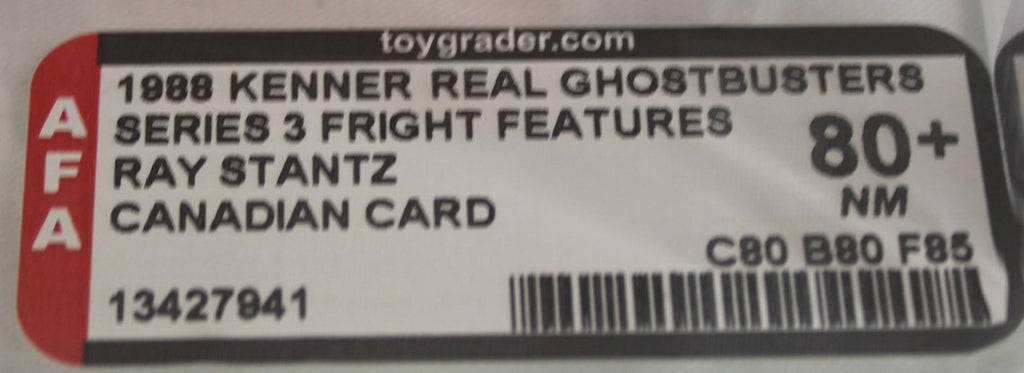 toygrader.com
AFA
1988 KENNER REAL GHOSTBUSTERS
SERIES 3 FRIGHT FEATURES
RAY STANTZ
CANADIAN CARD
80+
NM
C80 B80 F85
13427941